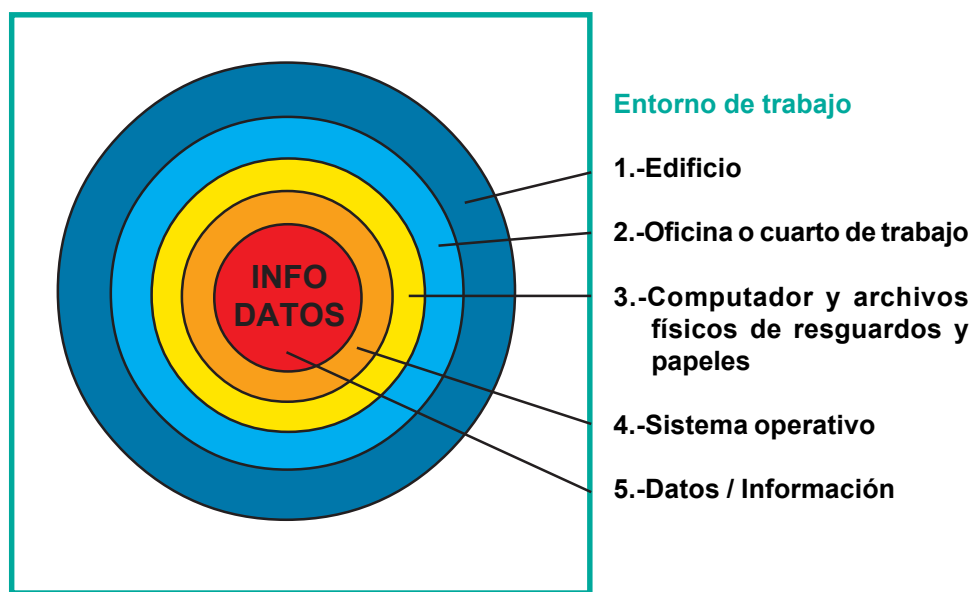 INFO
DATOS
Entorno de trabajo
1.-Edificio
2.-Oficina o cuarto de trabajo
3.-Computador y archivos
físicos de resguardos y
papeles
4.-Sistema operativo
5.-Datos / Información